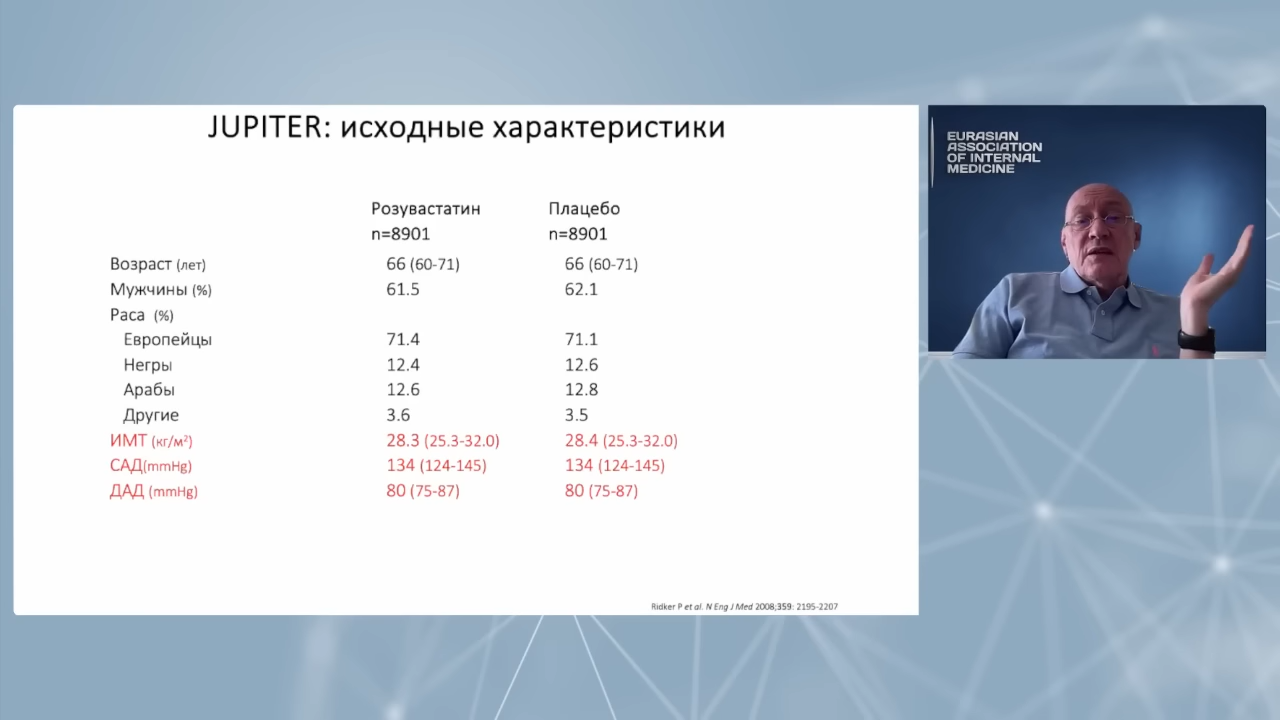 JUPITER: исходные характеристики
Розувастатин Плацебо
n=8901 n=8901
Возраст (лет) 66 (60-71) 66 (60-71)
Мужчины (%) 61.5 62.1
Раса (%)
Европейцы 71.4 71.1
Негры 12.4 12.6
Арабы 12.6 12.8
Другие 3.6 3.5
ИМТ (кг/м²) 28.3 (25.3-32.0) 28.4 (25.3-32.0)
САД(mmHg) 134 (124-145) 134 (124-145)
ДАД (mmHg) 80 (75-87) 80 (75-87)
Ridker P et al. N Eng J Med 2008;359: 2195-2207
EURASIAN
ASSOCIATION
OF INTERNAL
MEDICINE